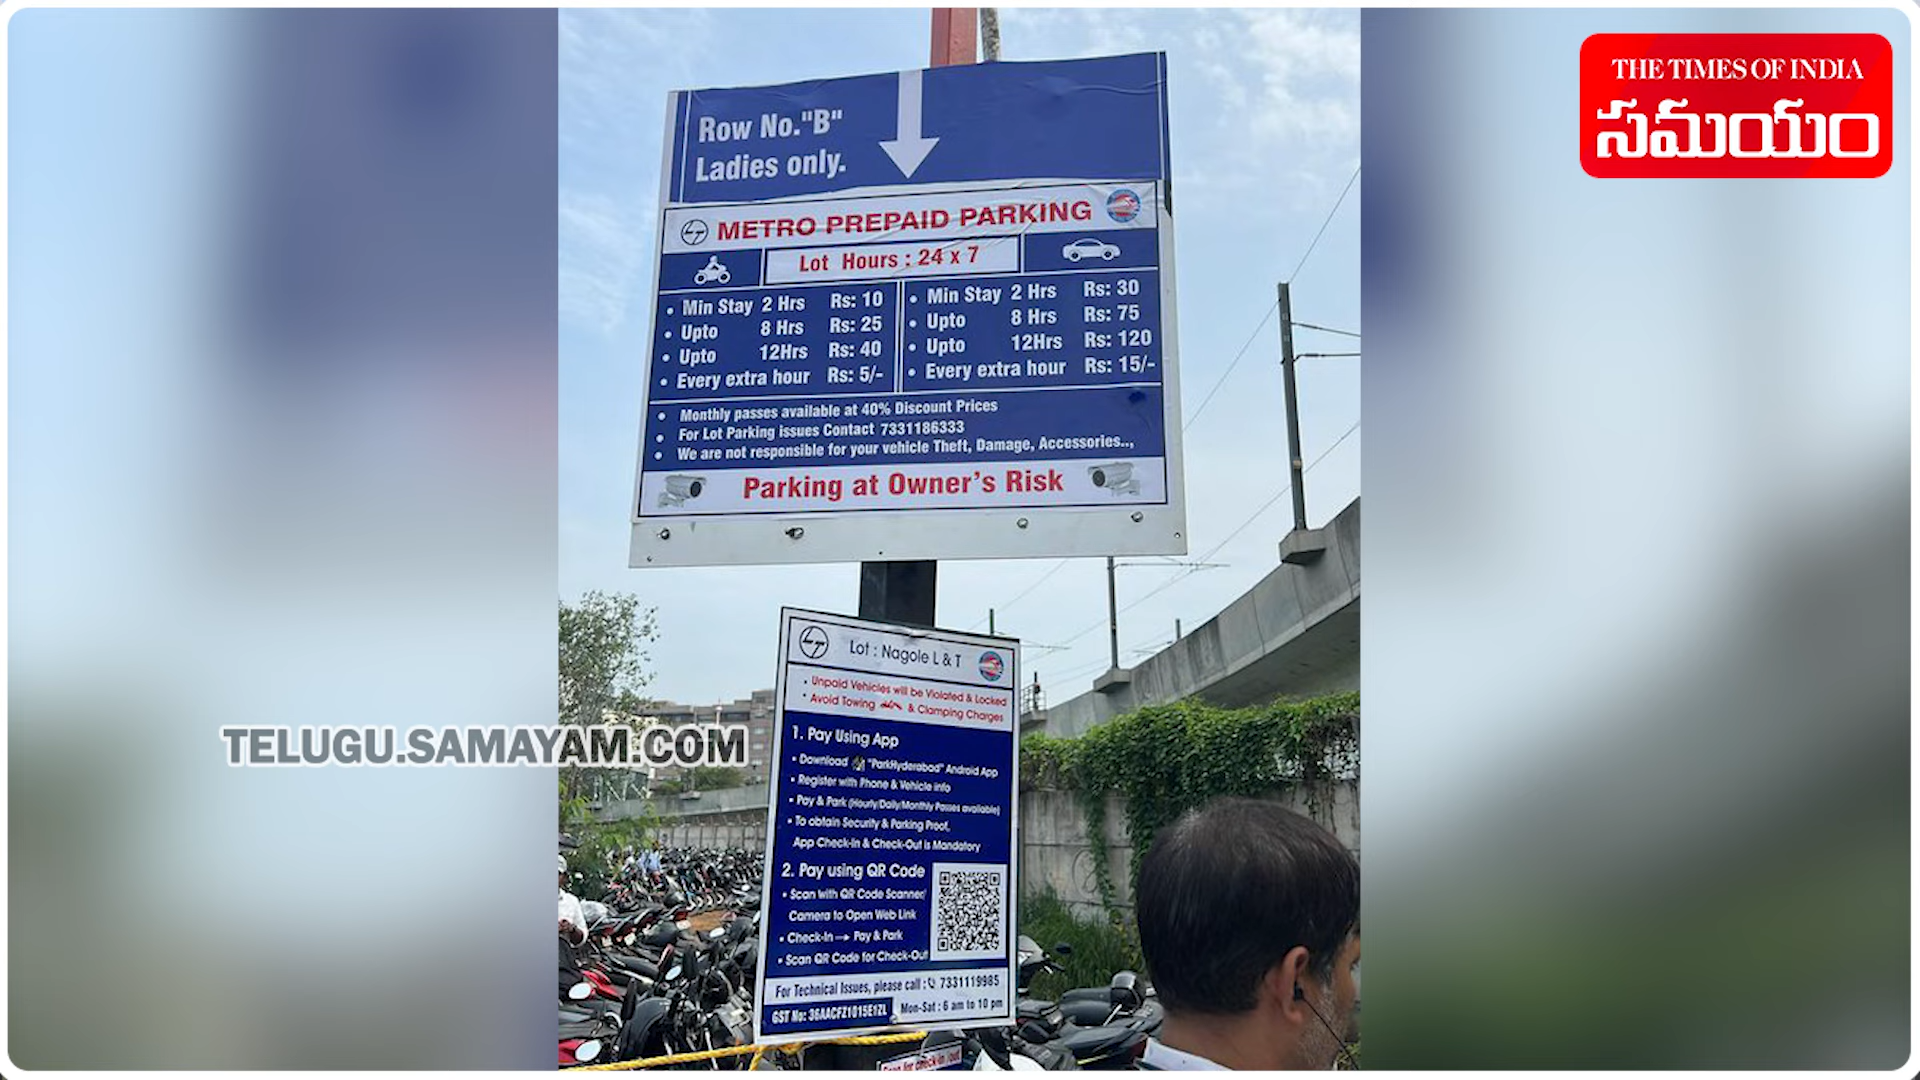 THE TIMES OF INDIA
సమయం
Row No."B"
Ladies only.
METRO PREPAID PARKING
Lot Hours : 24 x 7
• Min Stay 2 Hrs Rs: 10
• Upto 8 Hrs Rs: 25
• Upto 12Hrs Rs: 40
• Every extra hour Rs: 5/-
• Min Stay 2 Hrs Rs: 30
• Upto 8 Hrs Rs: 75
• Upto 12Hrs Rs: 120
• Every extra hour Rs: 15/-
• Monthly passes available at 40% Discount Prices
• For Lot Parking issues Contact 7331186333
• We are not responsible for your vehicle Theft, Damage, Accessories..,
Parking at Owner's Risk
Lot : Nagole L & T
• Unpaid Vehicles will be Violated & Locked
• Avoid Towing & Clamping Charges
1. Pay Using App
• Download "ParkHyderabad" Android App
• Register with Phone & Vehicle info
• Pay & Park (Hourly/Daily/Monthly Passes available)
• To obtain Security & Parking Proof,
App Check-In & Check-Out is Mandatory
2. Pay using QR Code
• Scan with QR Code Scanner/
Camera to Open Web Link
• Check-In → Pay & Park
• Scan QR Code for Check-Out
For Technical Issues, please call : 7331119985
GST No: 36AACFZ1015E1ZL
Mon-Sat : 6 am to 10 pm
for check-in /out
TELUGU.SAMAYAM.COM